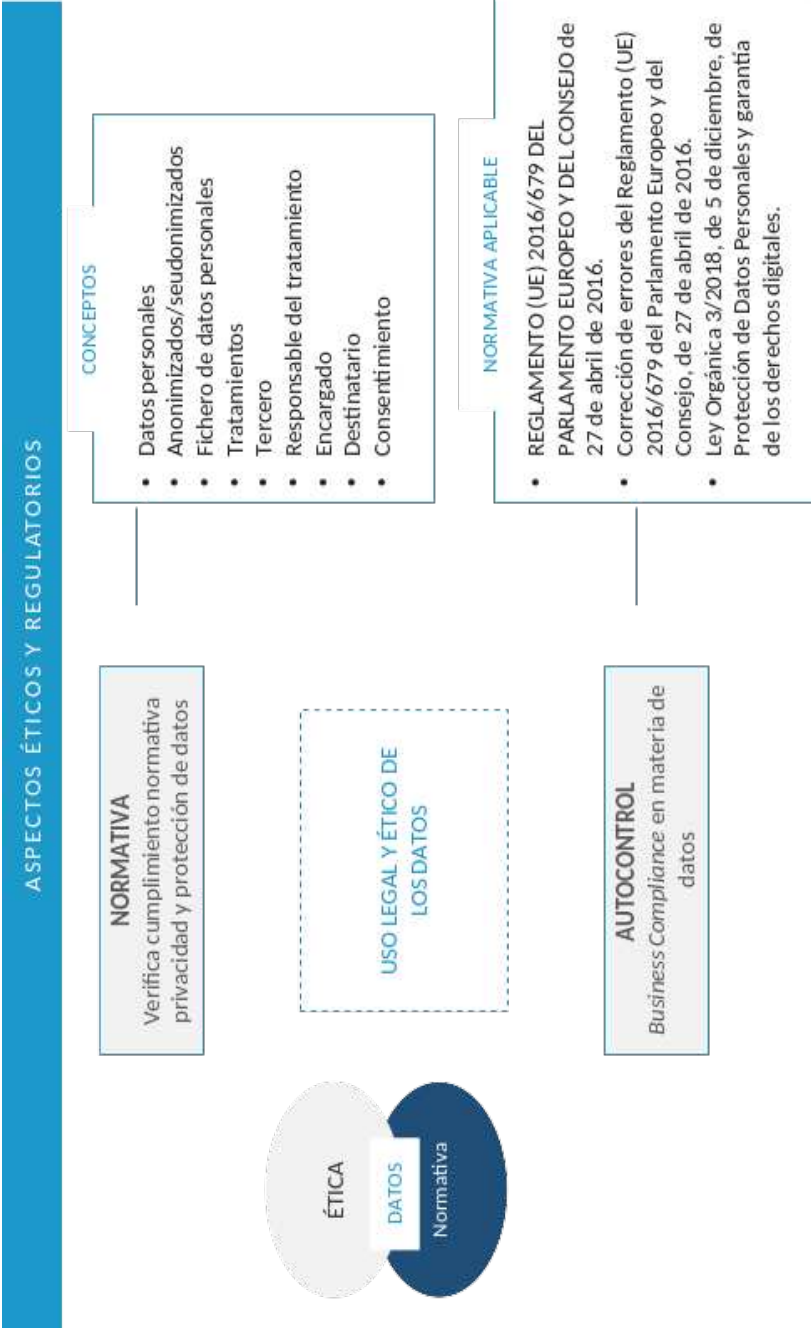 ASPECTOS ÉTICOS Y REGULATORIOS
ÉTICA
DATOS
Normativa
NORMATIVA
Verifica cumplimiento normativa
privacidad y protección de datos
USO LEGAL Y ÉTICO DE
LOS DATOS
AUTOCONTROL
Business Compliance en materia de
datos
CONCEPTOS
• Datos personales
• Anonimizados/seudonimizados
• Fichero de datos personales
• Tratamientos
• Tercero
• Responsable del tratamiento
• Encargado
• Destinatario
• Consentimiento
NORMATIVA APLICABLE
• REGLAMENTO (UE) 2016/679 DEL
PARLAMENTO EUROPEO Y DEL CONSEJO de
27 de abril de 2016.
• Corrección de errores del Reglamento (UE)
2016/679 del Parlamento Europeo y del
Consejo, de 27 de abril de 2016.
• Ley Orgánica 3/2018, de 5 de diciembre, de
Protección de Datos Personales y garantía
de los derechos digitales.